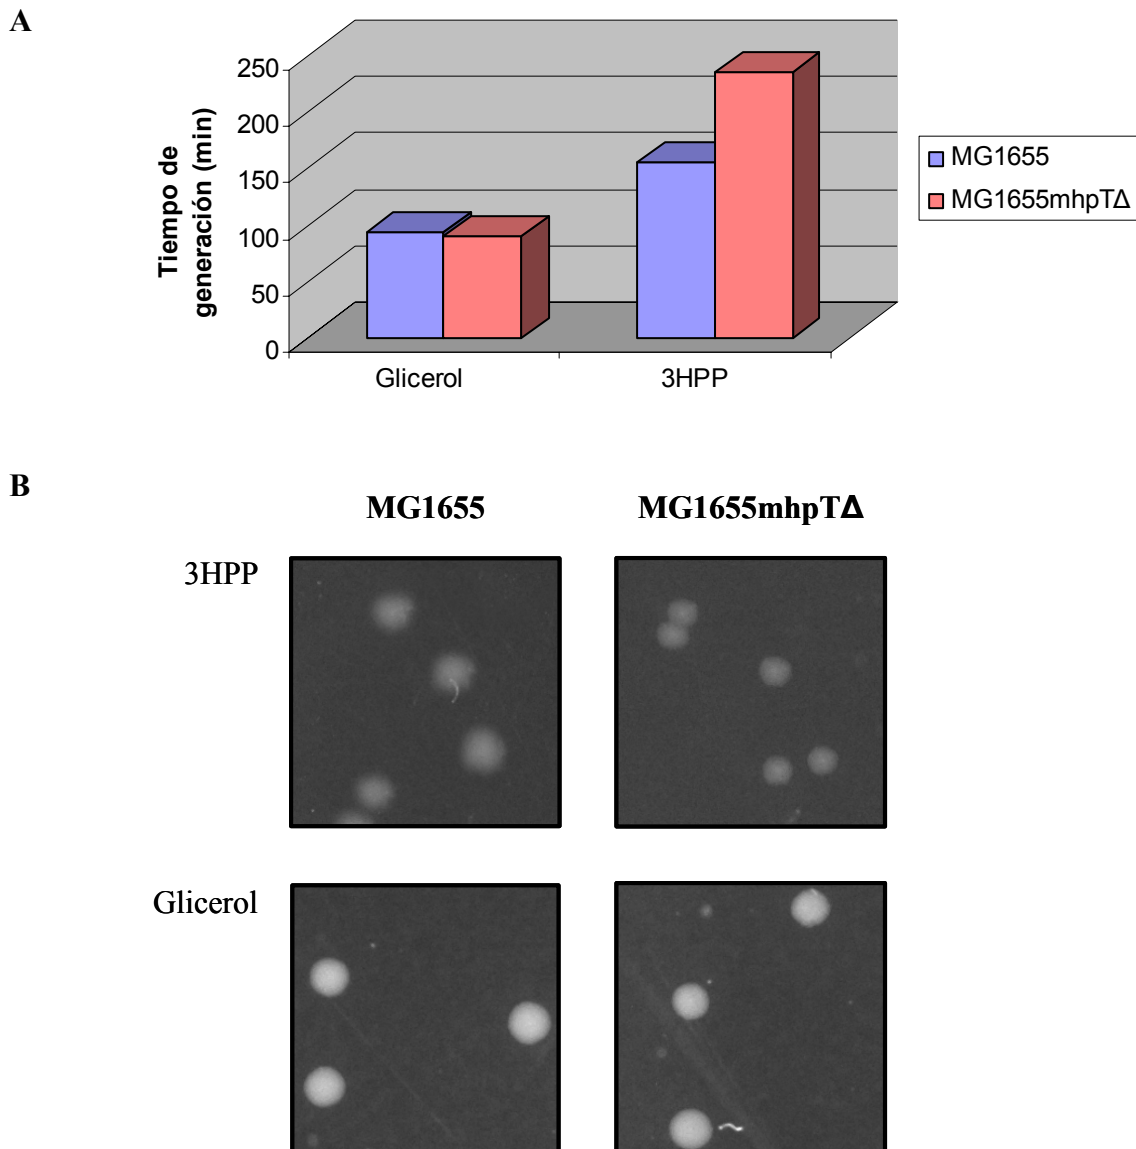 A
250
200
150
100
50
0
Tiempo de
generación (min)
Glicerol
3HPP
MG1655
MG1655mhpTΔ
B
MG1655
MG1655mhpTΔ
3HPP
Glicerol